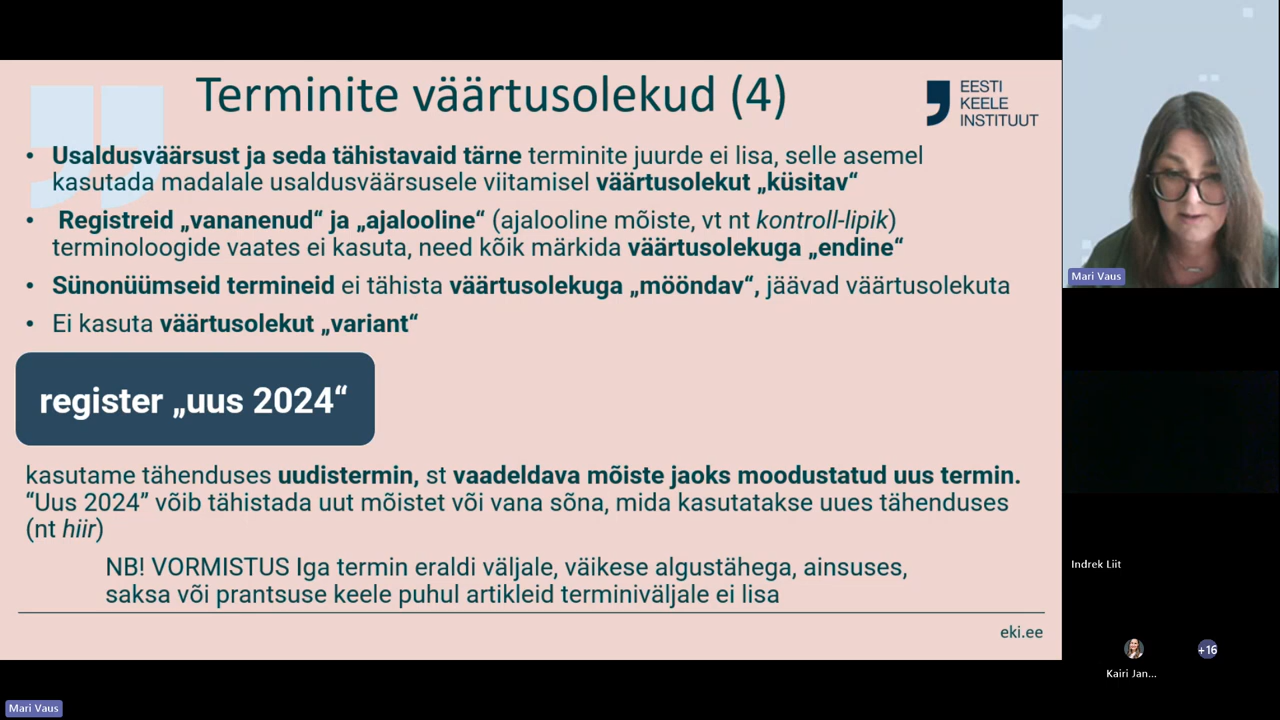 Terminite väärtusolekud (4)
EESTI
KEELE
INSTITUUT
• Usaldusväärsust ja seda tähistavaid tärne terminite juurde ei lisa, selle asemel
kasutada madalale usaldusväärsusele viitamisel väärtusolekut „küsitav“
• Registreid „vananenud“ ja „ajalooline“ (ajalooline mõiste, vt nt kontroll-lipik)
terminoloogide vaates ei kasuta, need kõik märkida väärtusolekuga „endine“
• Sünonüümseid termineid ei tähista väärtusolekuga „mööndav“, jäävad väärtusolekuta
• Ei kasuta väärtusolekut „variant“
register „uus 2024“
kasutame tähenduses uudistermin, st vaadeldava mõiste jaoks moodustatud uus termin.
“Uus 2024” võib tähistada uut mõistet või vana sõna, mida kasutatakse uues tähenduses
(nt hiir)
NB! VORMISTUS Iga termin eraldi väljale, väikese algustähega, ainsuses,
saksa või prantsuse keele puhul artikleid terminiväljale ei lisa
eki.ee
Mari Vaus
Mari Vaus
Indrek Liit
Kairi Jan...
+16